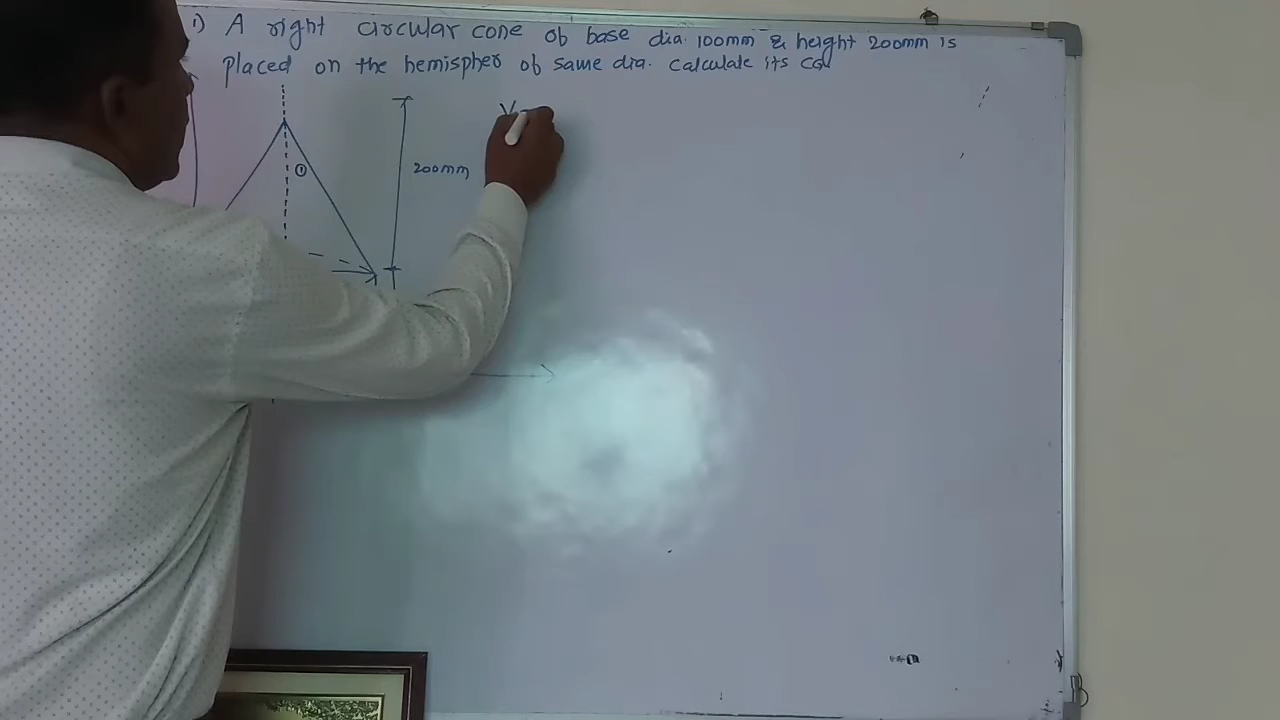 1) A right circular cone of base dia. 100mm & height 200mm is
placed on the hemisphere of same dia. Calculate its CG
①
200mm
V